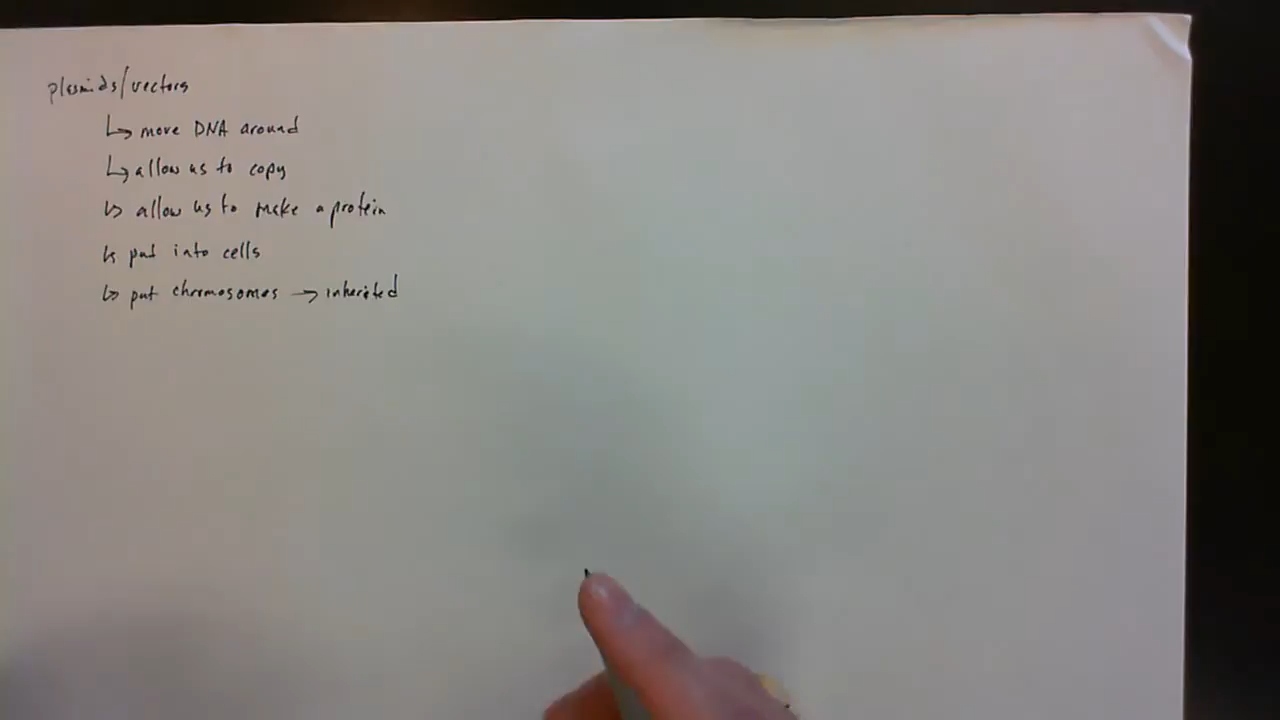 plasmids/vectors
↳ move DNA around
↳ allow us to copy
↳ allow us to make a protein
↳ put into cells
↳ put chromosomes → inherited